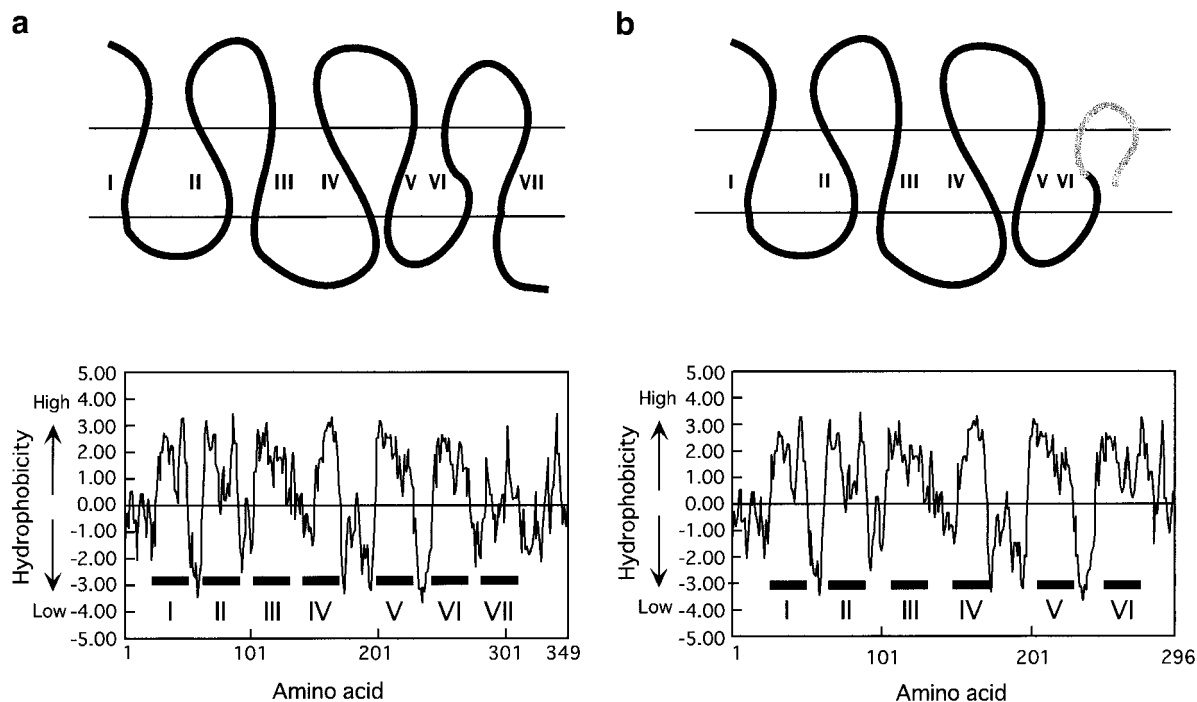 a
I II III IV V VI VII
5.00
4.00
3.00
2.00
1.00
0.00
-1.00
-2.00
-3.00
-4.00
-5.00
High
Hydrophobicity
Low
I II III IV V VI VII
1 101 201 301 349
Amino acid
b
I II III IV V VI
5.00
4.00
3.00
2.00
1.00
0.00
-1.00
-2.00
-3.00
-4.00
-5.00
High
Hydrophobicity
Low
I II III IV V VI
1 101 201 296
Amino acid